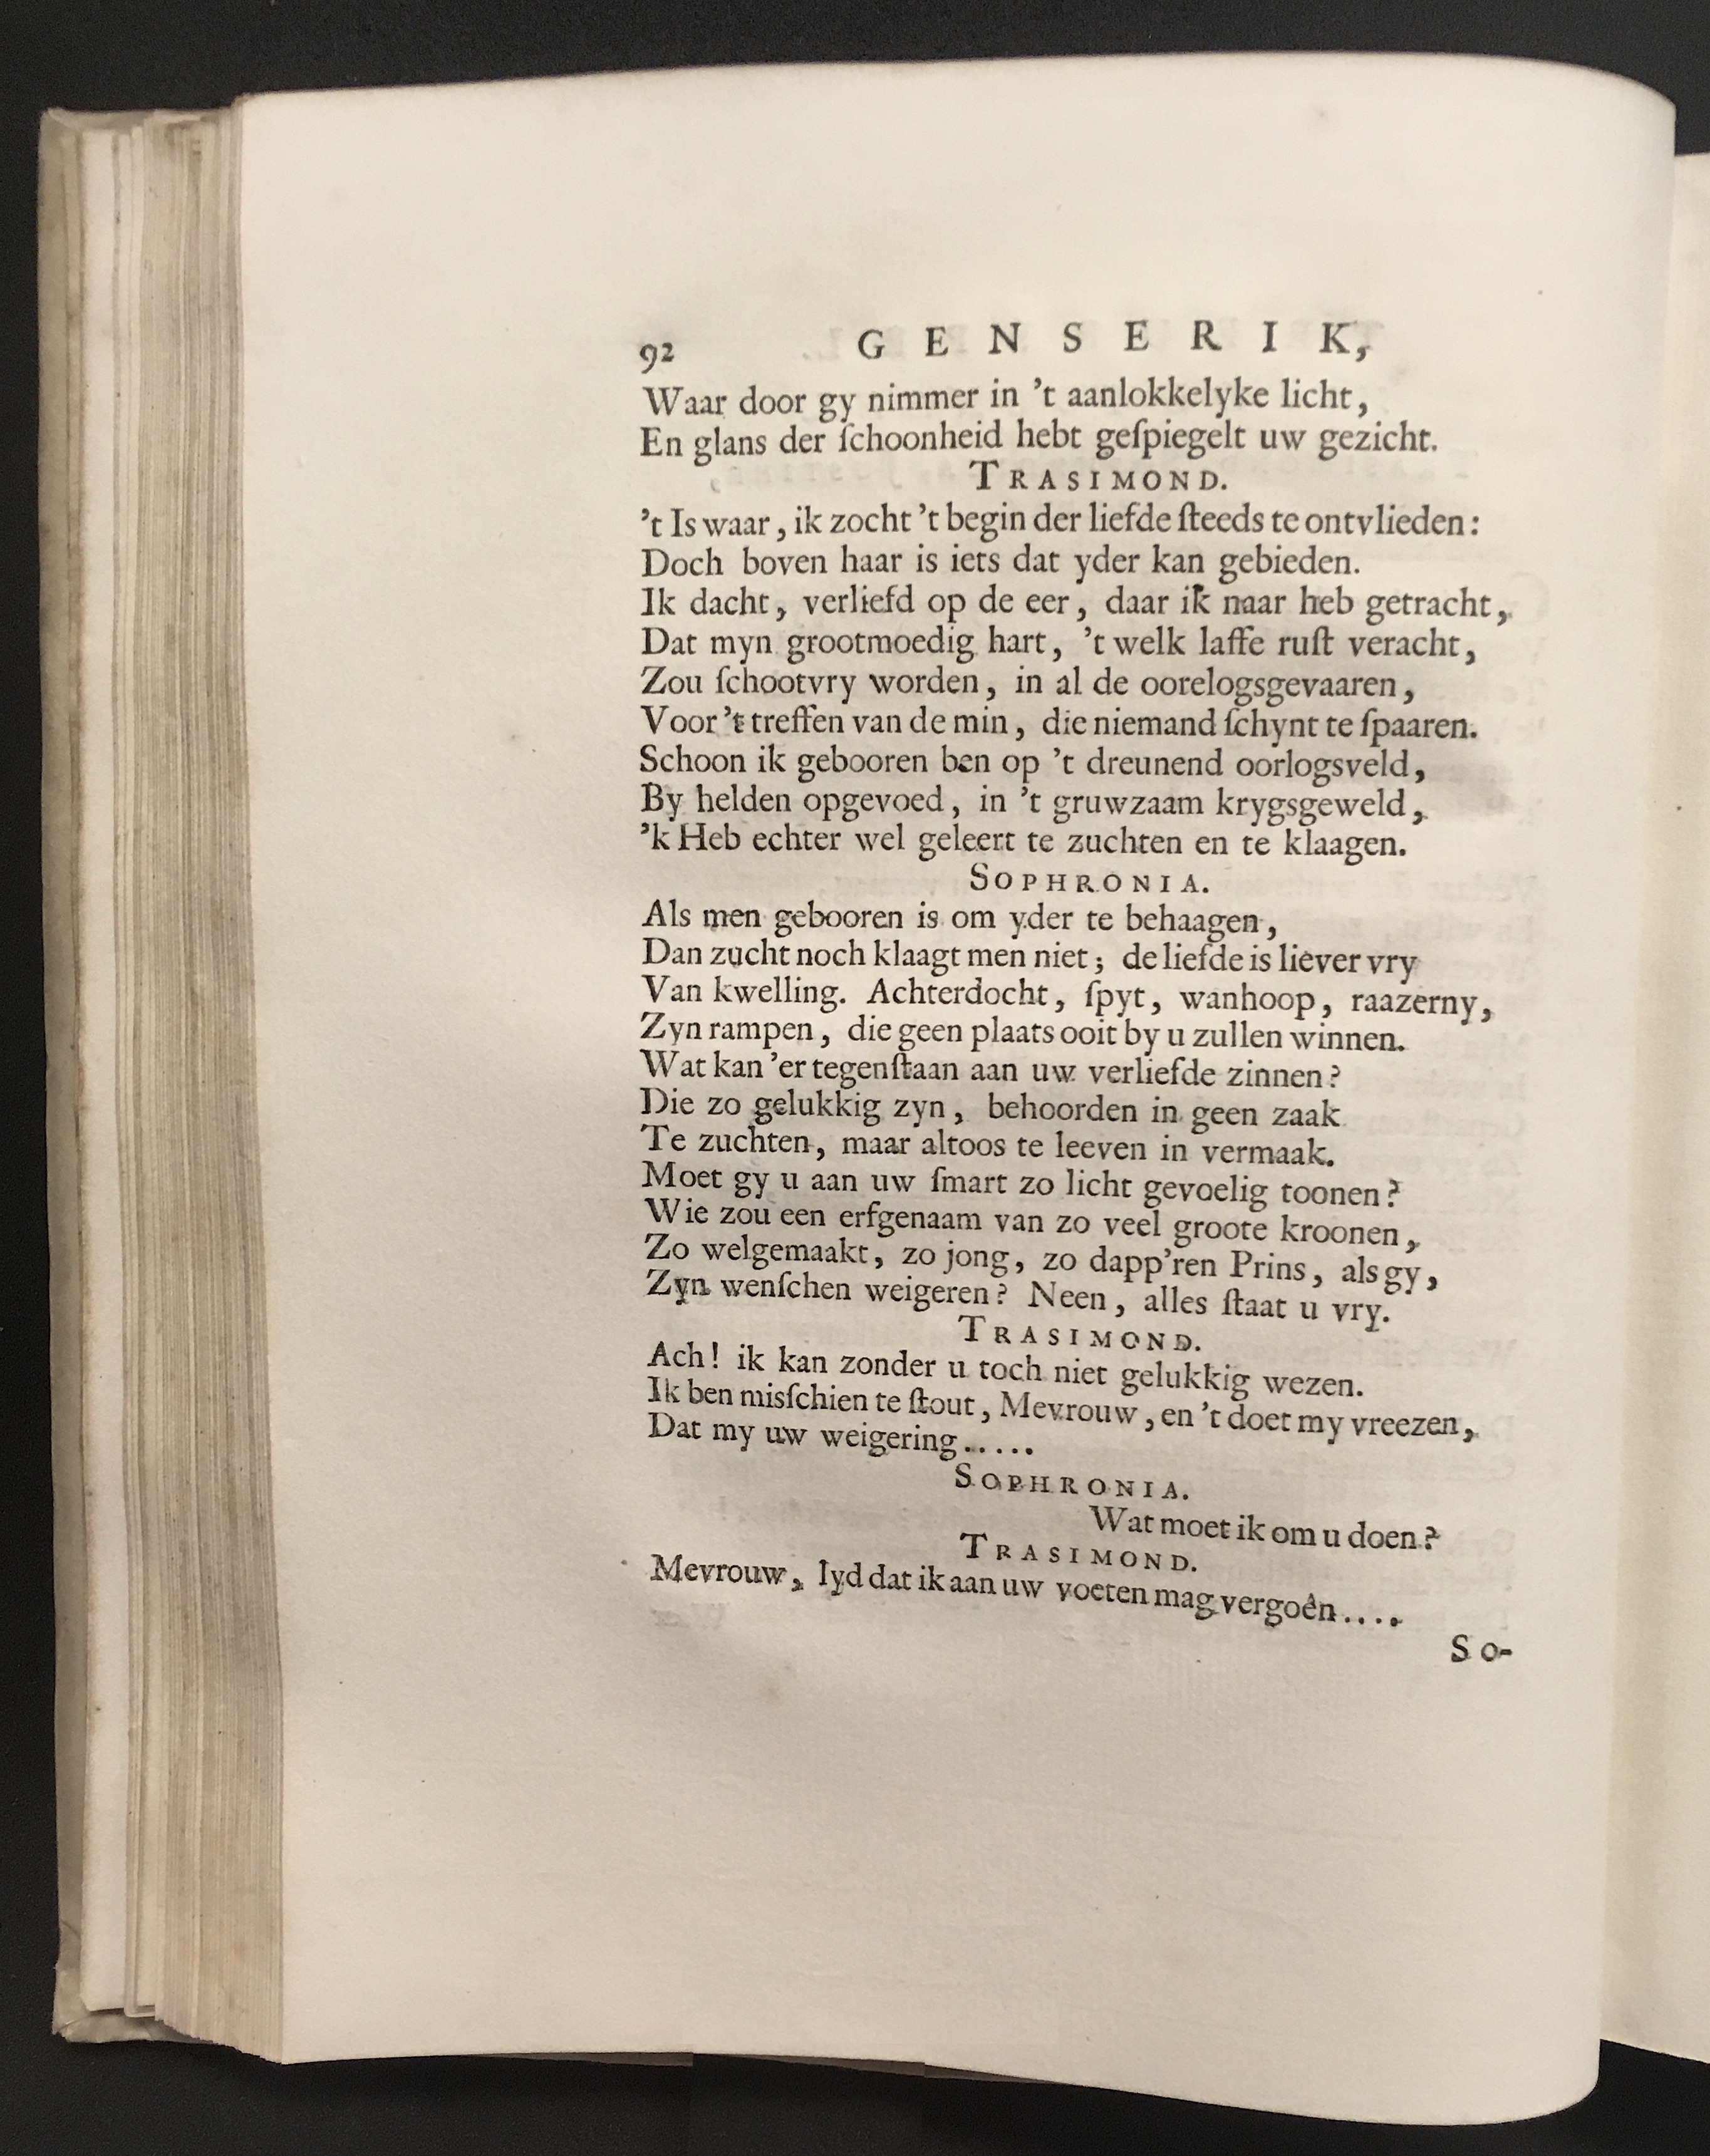 92 GENSERIK,
Waar door gy nimmer in 't aanlokkelyke licht,
En glans der ſchoonheid hebt geſpiegelt uw gezicht.
TRASIMOND.
't Is waar, ik zocht 't begin der liefde ſteeds te ontvlieden:
Doch boven haar is iets dat yder kan gebieden.
Ik dacht, verliefd op de eer, daar ik naar heb getracht,
Dat myn grootmoedig hart, 't welk laffe ruſt veracht,
Zou ſchootvry worden, in al de oorelogsgevaaren,
Voor 't treffen van de min, die niemand ſchynt te ſpaaren.
Schoon ik gebooren ben op 't dreunend oorlogsveld,
By helden opgevoed, in 't gruwzaam krygsgeweld,
'k Heb echter wel geleert te zuchten en te klaagen.
SOPHRONIA.
Als men gebooren is om yder te behaagen,
Dan zucht noch klaagt men niet; de liefde is liever vry
Van kwelling. Achterdocht, ſpyt, wanhoop, raazerny,
Zyn rampen, die geen plaats ooit by u zullen winnen.
Wat kan 'er tegenſtaan aan uw verliefde zinnen?
Die zo gelukkig zyn, behoorden in geen zaak
Te zuchten, maar altoos te leeven in vermaak.
Moet gy u aan uw ſmart zo licht gevoelig toonen?
Wie zou een erfgenaam van zo veel groote kroonen,
Zo welgemaakt, zo jong, zo dapp'ren Prins, als gy,
Zyn wenſchen weigeren? Neen, alles ſtaat u vry.
TRASIMOND.
Ach! ik kan zonder u toch niet gelukkig wezen.
Ik ben misſchien te ſtout, Mevrouw, en 't doet my vreezen,
Dat my uw weigering.....
SOPHRONIA.
Wat moet ik om u doen?
TRASIMOND.
Mevrouw, lyd dat ik aan uw voeten mag vergoên....
So-